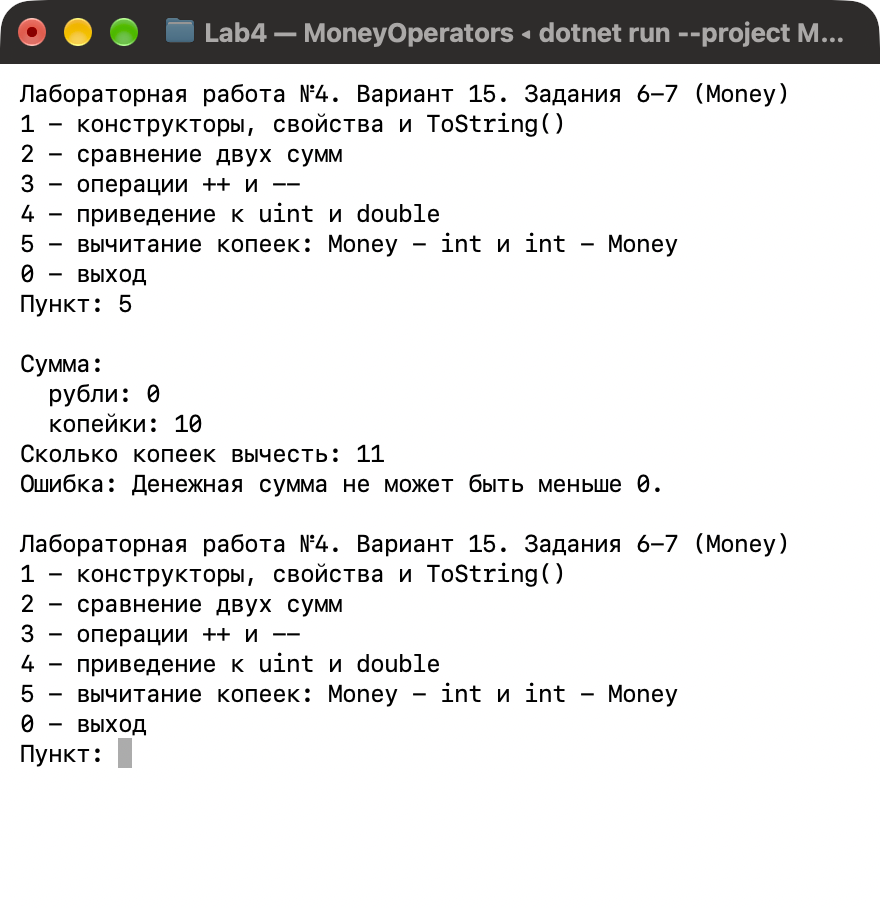 Lab4 — MoneyOperators ◂ dotnet run --project M...
Лабораторная работа №4. Вариант 15. Задания 6–7 (Money)
1 – конструкторы, свойства и ToString()
2 – сравнение двух сумм
3 – операции ++ и --
4 – приведение к uint и double
5 – вычитание копеек: Money – int и int – Money
0 – выход
Пункт: 5
Сумма:
рубли: 0
копейки: 10
Сколько копеек вычесть: 11
Ошибка: Денежная сумма не может быть меньше 0.
Лабораторная работа №4. Вариант 15. Задания 6–7 (Money)
1 – конструкторы, свойства и ToString()
2 – сравнение двух сумм
3 – операции ++ и --
4 – приведение к uint и double
5 – вычитание копеек: Money – int и int – Money
0 – выход
Пункт: